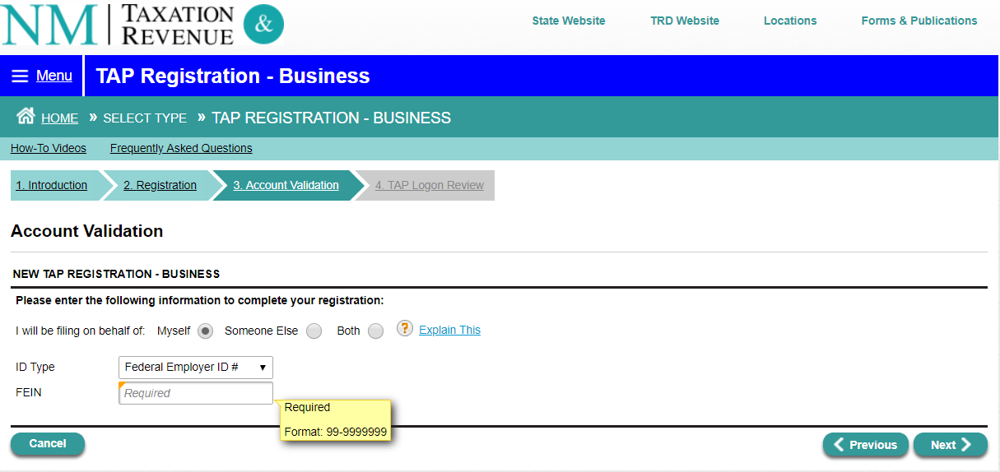 NM TAXATION & REVENUE
State Website TRD Website Locations Forms & Publications
Menu TAP Registration - Business
HOME » SELECT TYPE » TAP REGISTRATION - BUSINESS
How-To Videos Frequently Asked Questions
1. Introduction 2. Registration 3. Account Validation 4. TAP Logon Review
Account Validation
NEW TAP REGISTRATION - BUSINESS
Please enter the following information to complete your registration:
I will be filing on behalf of: Myself Someone Else Both ? Explain This
ID Type Federal Employer ID #
FEIN Required
Required
Format: 99-9999999
Cancel Previous Next